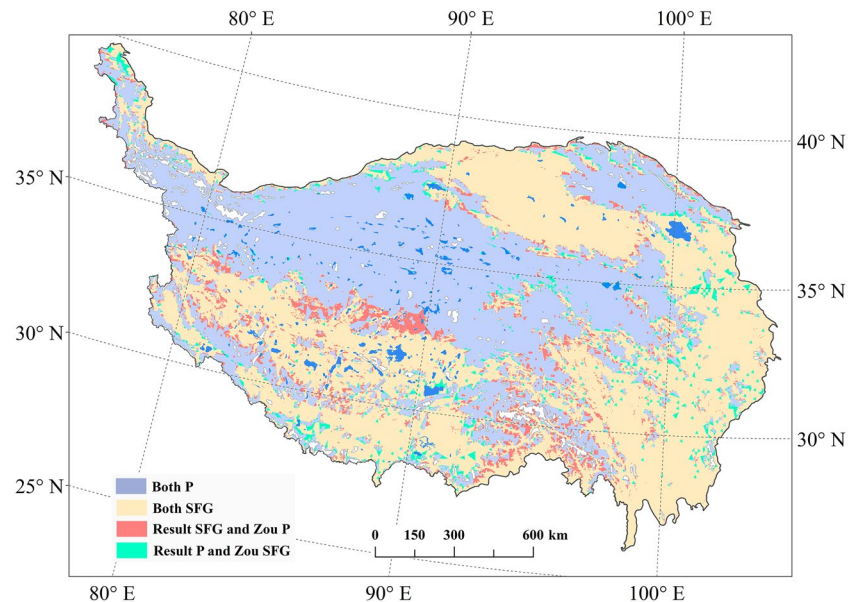 80° E 90° E 100° E
40° N
35° N
35° N
30° N
30° N
25° N
Both P
Both SFG
Result SFG and Zou P
Result P and Zou SFG
0 150 300 600 km
80° E 90° E 100° E